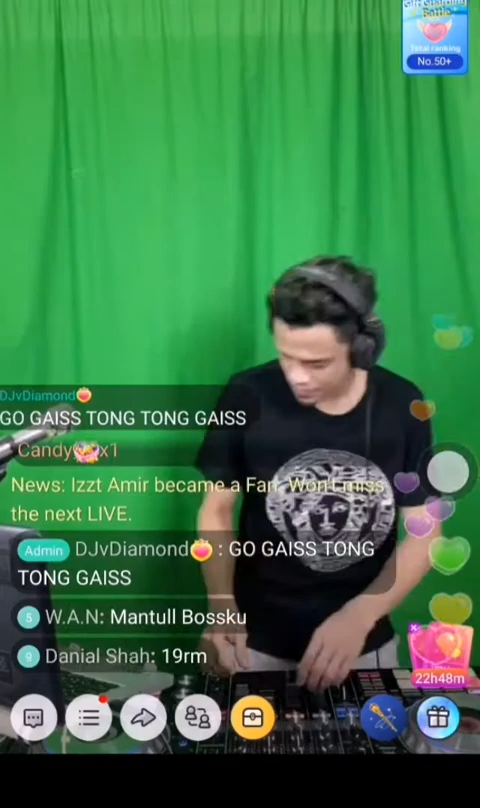 Gift Guarding
Battle
Total ranking
No.50+
DJvDiamond
GO GAISS TONG TONG GAISS
Candy x1
News: Izzt Amir became a Fan. Won't miss
the next LIVE.
Admin DJvDiamond : GO GAISS TONG
TONG GAISS
5 W.A.N: Mantull Bossku
9 Danial Shah: 19rm
22h48m